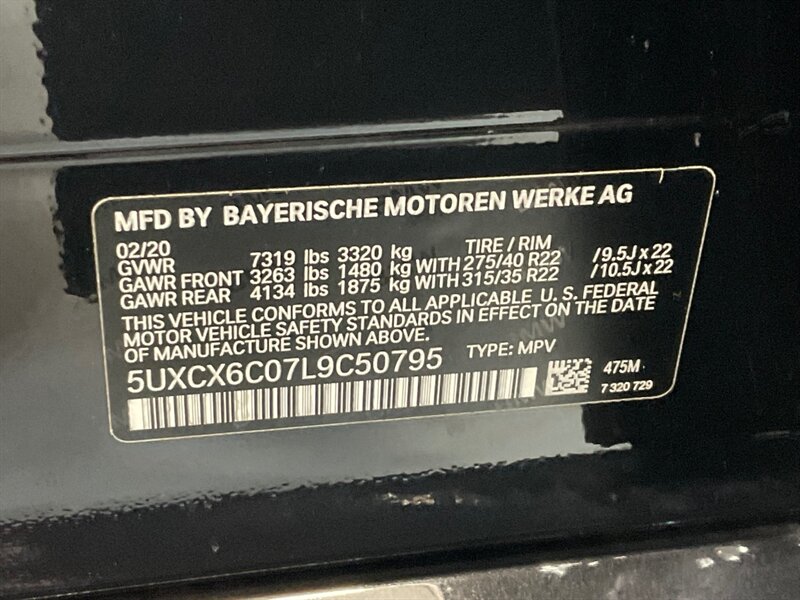 MFD BY BAYERISCHE MOTOREN WERKE AG
02/20 TIRE / RIM
GVWR 7319 lbs 3320 kg
GAWR FRONT 3263 lbs 1480 kg WITH 275/40 R22 /9.5J x 22
GAWR REAR 4134 lbs 1875 kg WITH 315/35 R22 /10.5J x 22
THIS VEHICLE CONFORMS TO ALL APPLICABLE U. S. FEDERAL
MOTOR VEHICLE SAFETY STANDARDS IN EFFECT ON THE DATE
OF MANUFACTURE SHOWN ABOVE.
5UXCX6C07L9C50795 TYPE: MPV
475M
7 320 729